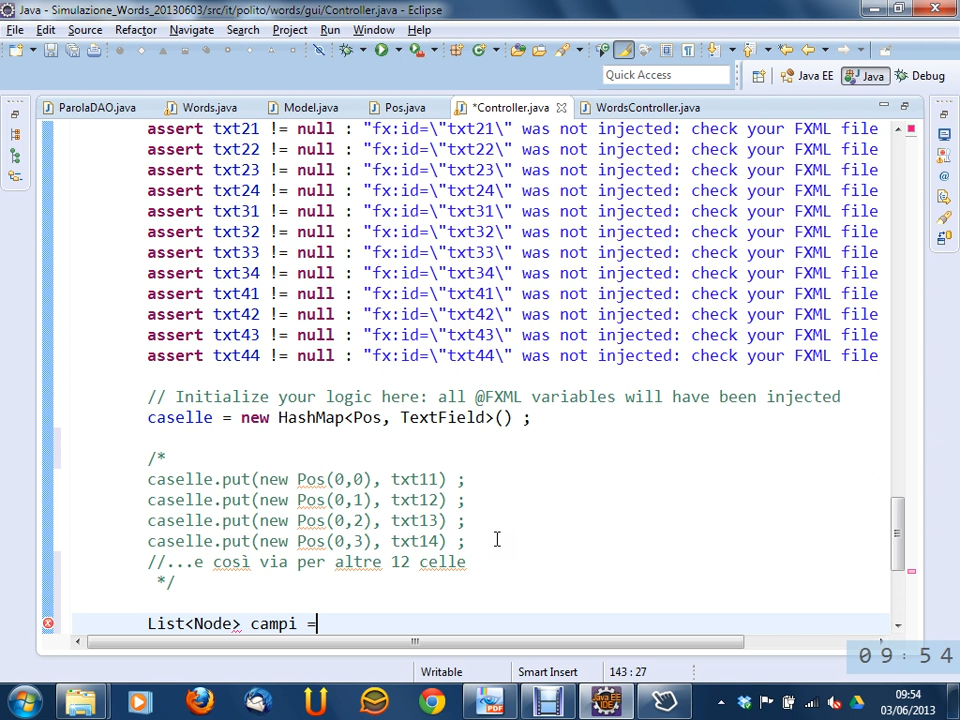 Java - Simulazione_Words_20130603/src/it/polito/words/gui/Controller.java - Eclipse
File Edit Source Refactor Navigate Search Project Run Window Help
Quick Access
Java EE Java Debug
ParolaDAO.java Words.java Model.java Pos.java *Controller.java WordsController.java
assert txt21 != null : "fx:id=\"txt21\" was not injected: check your FXML file
assert txt22 != null : "fx:id=\"txt22\" was not injected: check your FXML file
assert txt23 != null : "fx:id=\"txt23\" was not injected: check your FXML file
assert txt24 != null : "fx:id=\"txt24\" was not injected: check your FXML file
assert txt31 != null : "fx:id=\"txt31\" was not injected: check your FXML file
assert txt32 != null : "fx:id=\"txt32\" was not injected: check your FXML file
assert txt33 != null : "fx:id=\"txt33\" was not injected: check your FXML file
assert txt34 != null : "fx:id=\"txt34\" was not injected: check your FXML file
assert txt41 != null : "fx:id=\"txt41\" was not injected: check your FXML file
assert txt42 != null : "fx:id=\"txt42\" was not injected: check your FXML file
assert txt43 != null : "fx:id=\"txt43\" was not injected: check your FXML file
assert txt44 != null : "fx:id=\"txt44\" was not injected: check your FXML file
// Initialize your logic here: all @FXML variables will have been injected
caselle = new HashMap<Pos, TextField>() ;
/*
caselle.put(new Pos(0,0), txt11) ;
caselle.put(new Pos(0,1), txt12) ;
caselle.put(new Pos(0,2), txt13) ;
caselle.put(new Pos(0,3), txt14) ;
//...e così via per altre 12 celle
*/
List<Node> campi =
09:54
Writable Smart Insert 143 : 27
09:54
03/06/2013